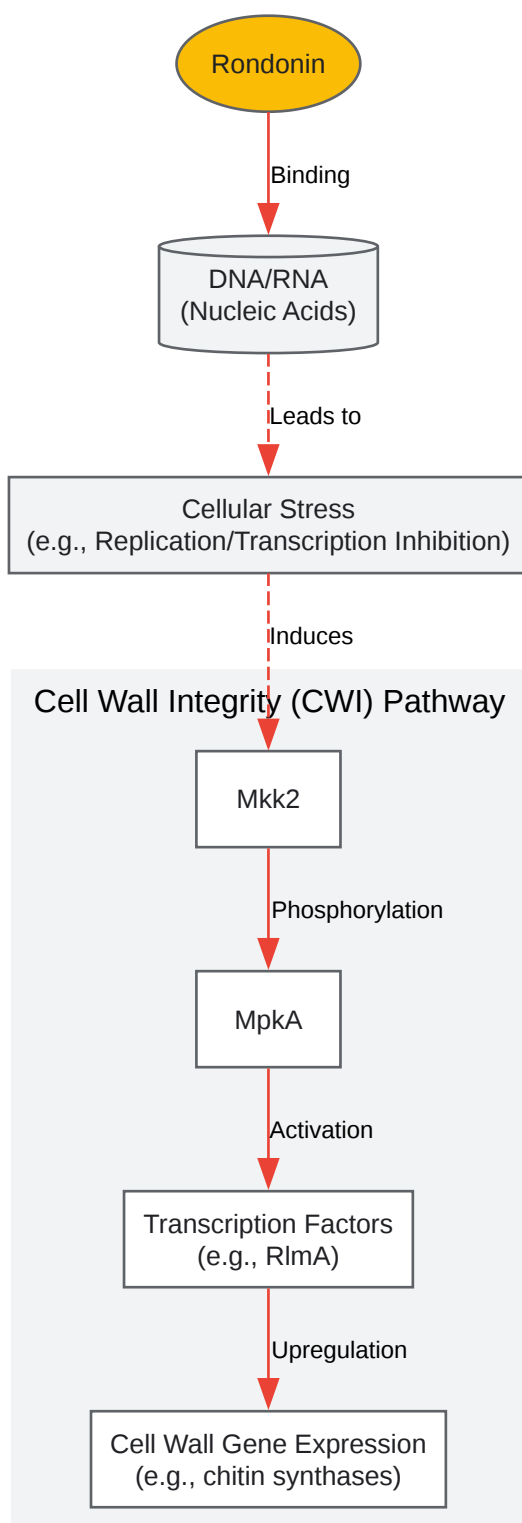 Rondonin
Binding
DNA/RNA
(Nucleic Acids)
Leads to
Cellular Stress
(e.g., Replication/Transcription Inhibition)
Induces
Cell Wall Integrity (CWI) Pathway
Mkk2
Phosphorylation
MpkA
Activation
Transcription Factors
(e.g., RlmA)
Upregulation
Cell Wall Gene Expression
(e.g., chitin synthases)